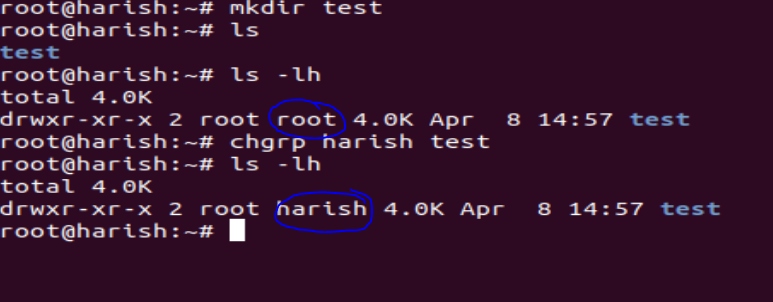 root@harish:~# mkdir test
root@harish:~# ls
test
root@harish:~# ls -lh
total 4.0K
drwxr-xr-x 2 root root 4.0K Apr  8 14:57 test
root@harish:~# chgrp harish test
root@harish:~# ls -lh
total 4.0K
drwxr-xr-x 2 root harish 4.0K Apr  8 14:57 test
root@harish:~#